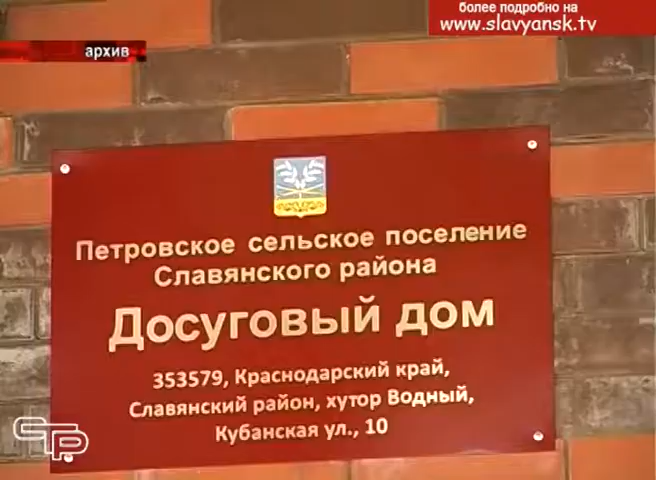 более подробно на
www.slavyansk.tv
архив
Петровское сельское поселение
Славянского района
Досуговый дом
353579, Краснодарский край,
Славянский район, хутор Водный,
Кубанская ул., 10
СР